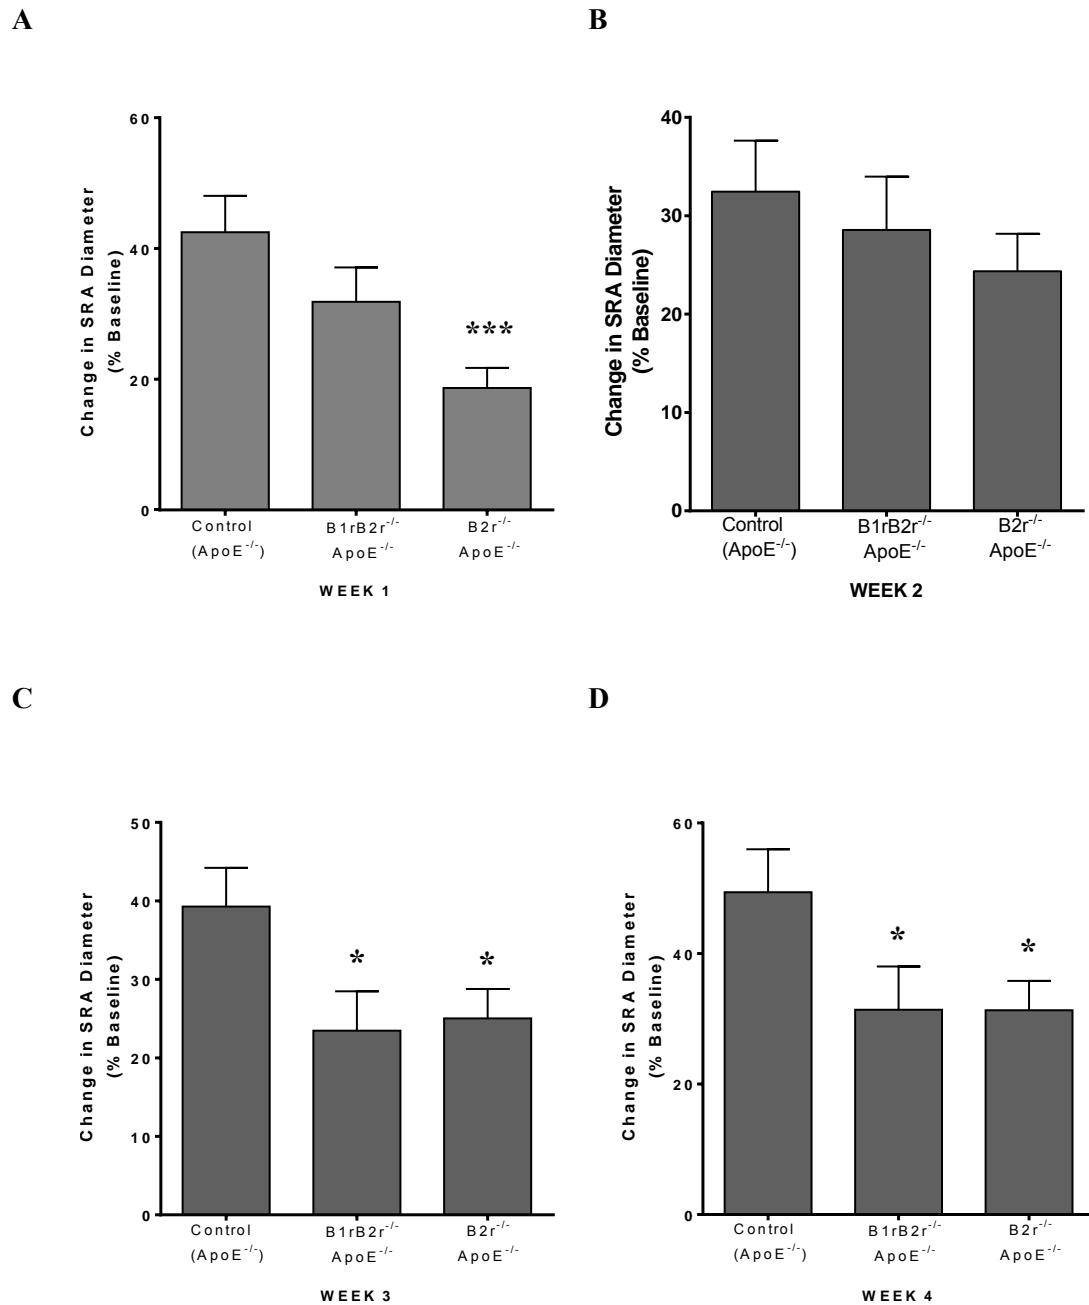 A
Change in SRA Diameter
(% Baseline)
60
40
20
0
***
Control
(ApoE-/-)
B1rB2r-/-
ApoE-/-
B2r-/-
ApoE-/-
WEEK 1
B
Change in SRA Diameter
(% Baseline)
40
30
20
10
0
Control
(ApoE-/-)
B1rB2r-/-
ApoE-/-
B2r-/-
ApoE-/-
WEEK 2
C
Change in SRA Diameter
(% Baseline)
50
40
30
20
10
0
*
*
Control
(ApoE-/-)
B1rB2r-/-
ApoE-/-
B2r-/-
ApoE-/-
WEEK 3
D
Change in SRA Diameter
(% Baseline)
60
40
20
0
*
*
Control
(ApoE-/-)
B1rB2r-/-
ApoE-/-
B2r-/-
ApoE-/-
WEEK 4